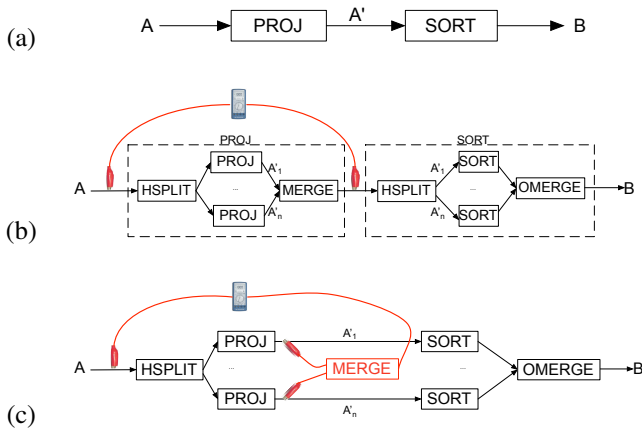 (a)
A PROJ A' SORT B
(b)
PROJ SORT
PROJ A'1 A'1 SORT
A HSPLIT ... MERGE HSPLIT ... OMERGE B
PROJ A'n A'n SORT
(c)
PROJ A'1 SORT
A HSPLIT ... MERGE ... OMERGE B
PROJ A'n SORT